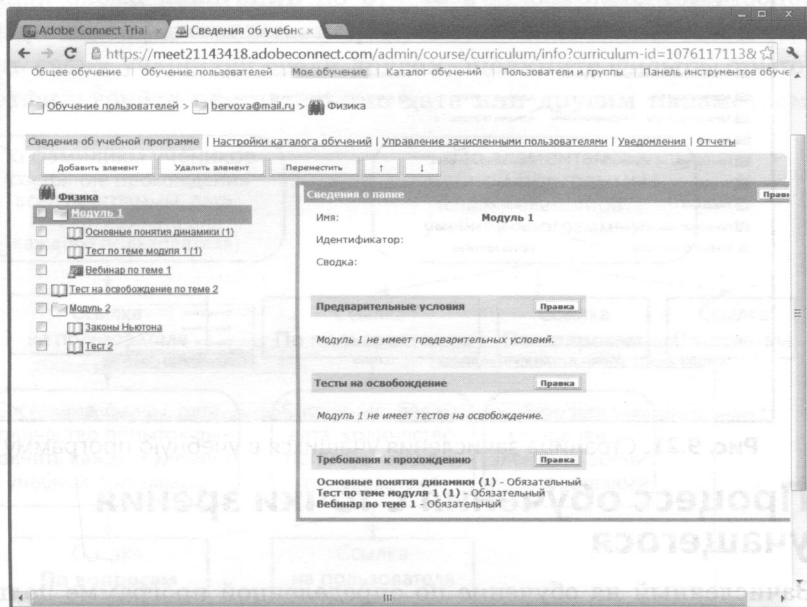 Adobe Connect Trial
Сведения об учебно
https://meet21143418.adobeconnect.com/admin/course/curriculum/info?curriculum-id=1076117113&
Общее обучение | Обучение пользователей | Мое обучение | Каталог обучений | Пользователи и группы | Панель инструментов обуче
Обучение пользователей > bervova@mail.ru > Физика
Сведения об учебной программе | Настройки каталога обучений | Управление зачисленными пользователями | Уведомления | Отчеты
Добавить элемент Удалить элемент Переместить ↑ ↓
Физика
Модуль 1
Основные понятия динамики (1)
Тест по теме модуля 1 (1)
Вебинар по теме 1
Тест на освобождение по теме 2
Модуль 2
Законы Ньютона
Тест 2
Сведения о папке Прав
Имя: Модуль 1
Идентификатор:
Сводка:
Предварительные условия Правка
Модуль 1 не имеет предварительных условий.
Тесты на освобождение Правка
Модуль 1 не имеет тестов на освобождение.
Требования к прохождению Правка
Основные понятия динамики (1) - Обязательный
Тест по теме модуля 1 (1) - Обязательный
Вебинар по теме 1 - Обязательный